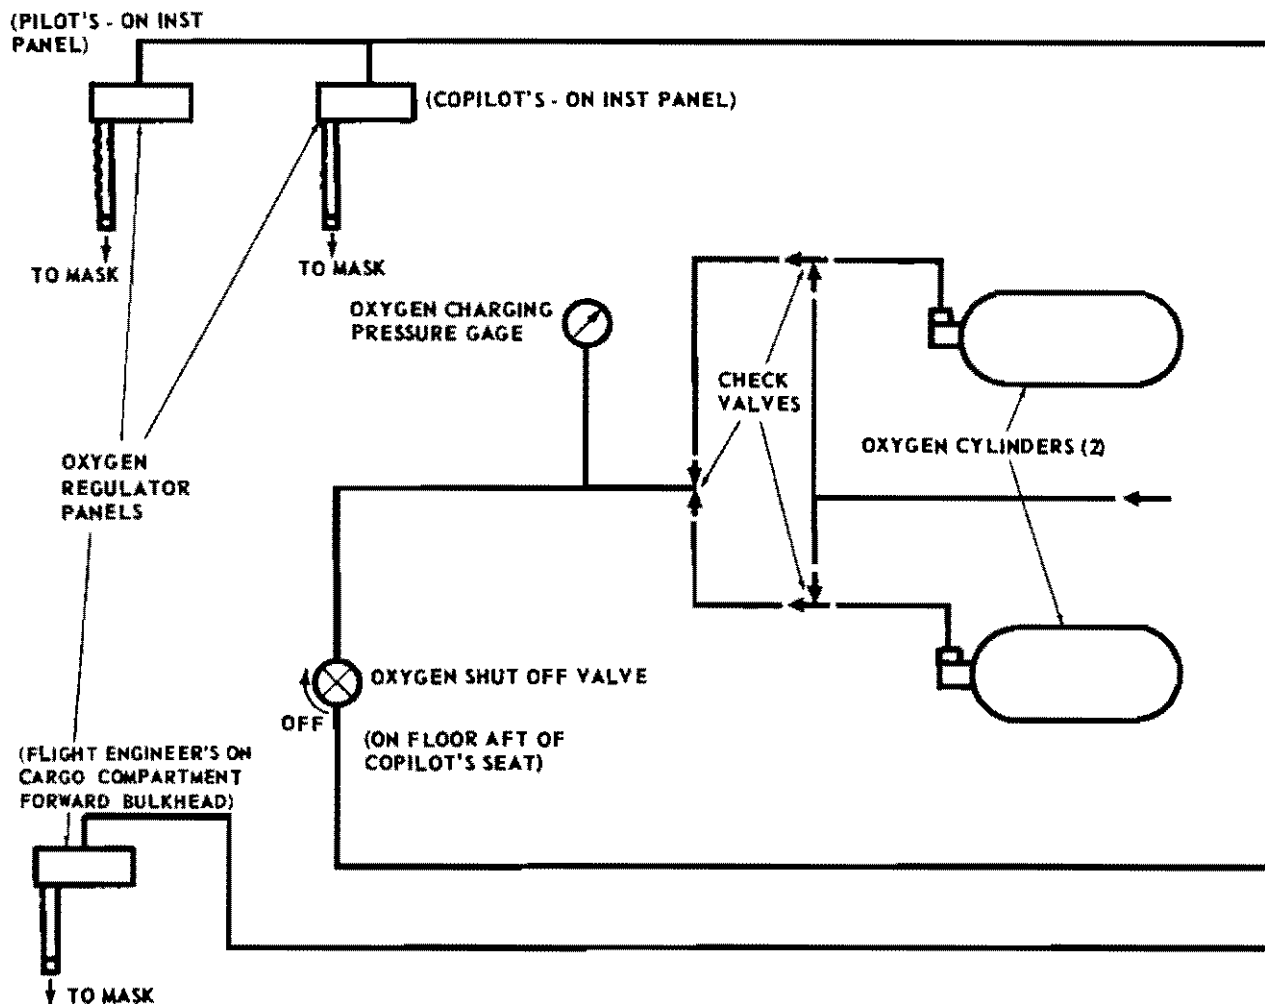 (PILOT'S - ON INST
PANEL)
(COPILOT'S - ON INST PANEL)
TO MASK
TO MASK
OXYGEN CHARGING
PRESSURE GAGE
CHECK
VALVES
OXYGEN CYLINDERS (2)
OXYGEN
REGULATOR
PANELS
OXYGEN SHUT OFF VALVE
OFF
(ON FLOOR AFT OF
COPILOT'S SEAT)
(FLIGHT ENGINEER'S ON
CARGO COMPARTMENT
FORWARD BULKHEAD)
TO MASK